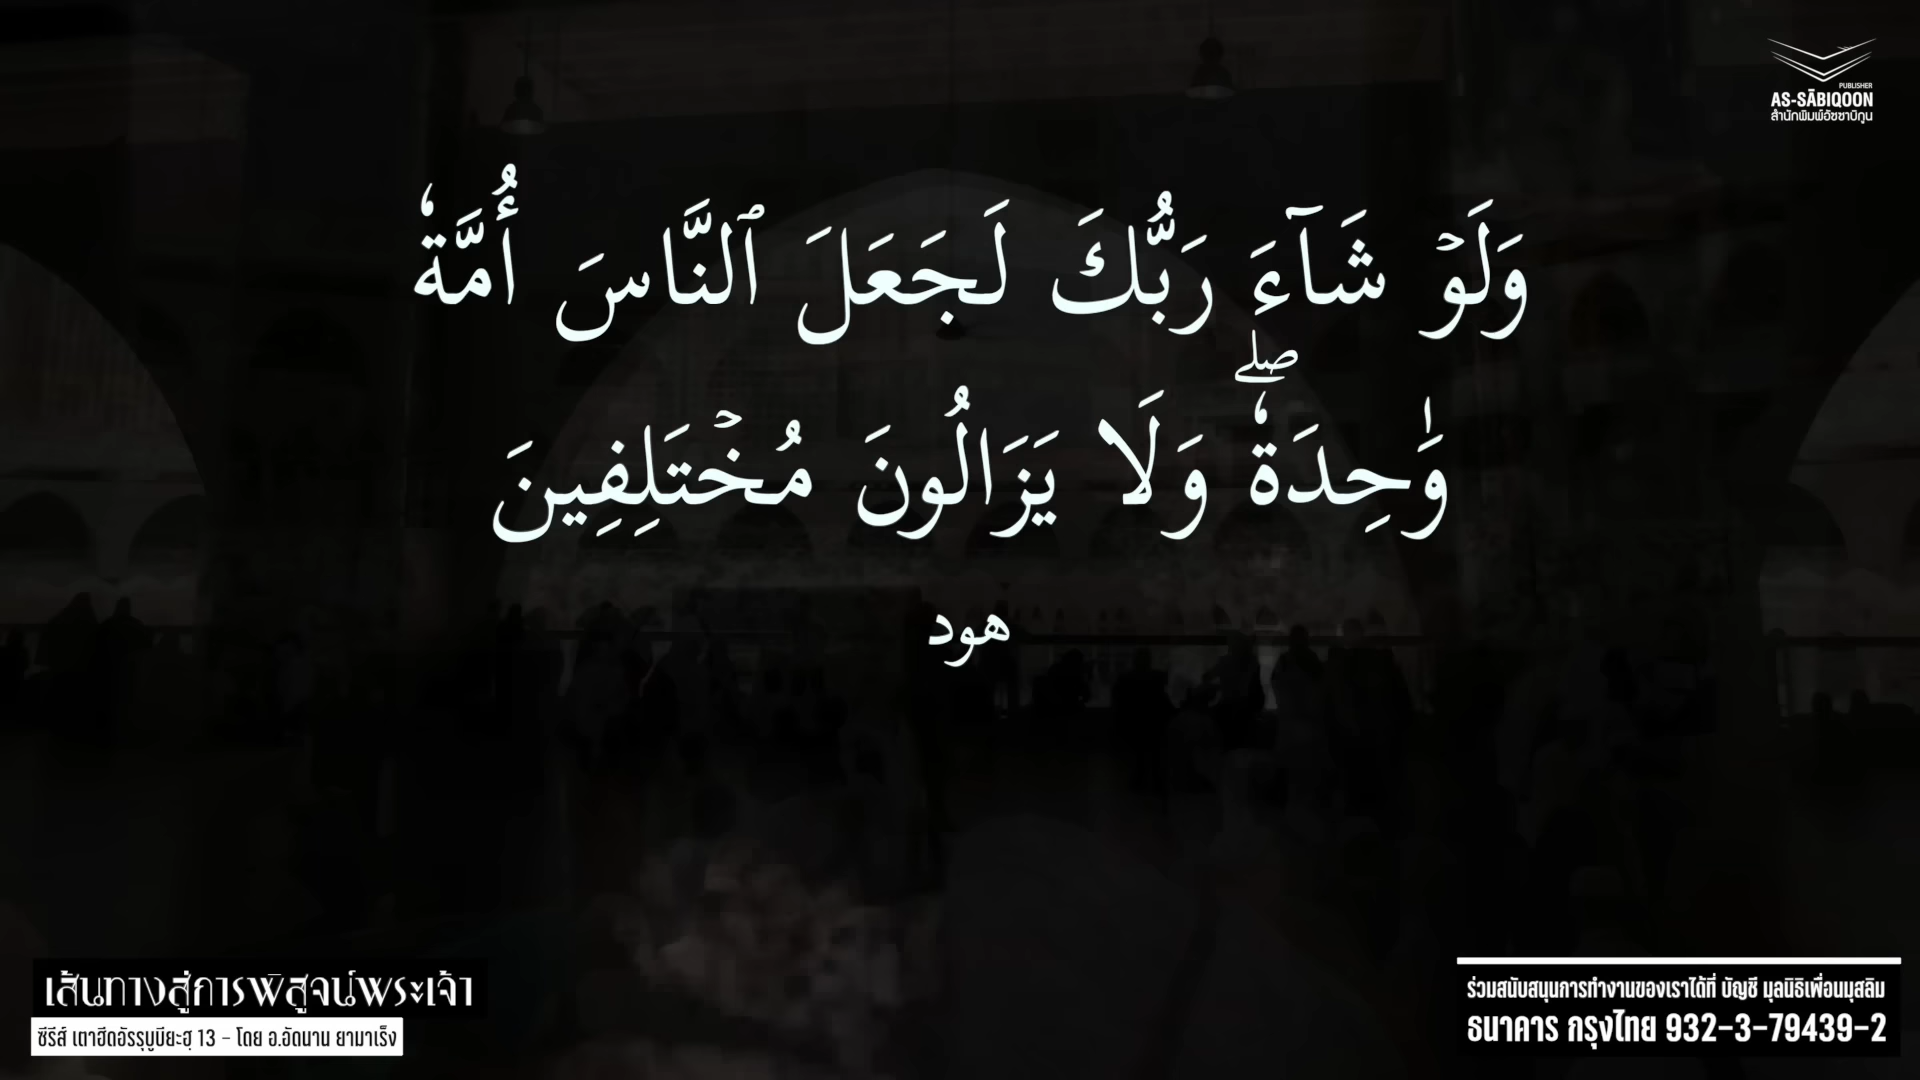 PUBLISHER
AS-SĀBIQOON
สำนักพิมพ์อัซซาบิกูน
وَلَوۡ شَآءَ رَبُّكَ لَجَعَلَ ٱلنَّاسَ أُمَّةٗ
وَٰحِدَةٗۖ وَلَا يَزَالُونَ مُخۡتَلِفِينَ
هود
เส้นทางสู่การพิสูจน์พระเจ้า
ซีรีส์ เตาฮีดอัรรุบูบียะฮฺ 13 - โดย อ.อัดนาน ยามาเร็ง
ร่วมสนับสนุนการทำงานของเราได้ที่ บัญชี มูลนิธิเพื่อนมุสลิม
ธนาคาร กรุงไทย 932-3-79439-2